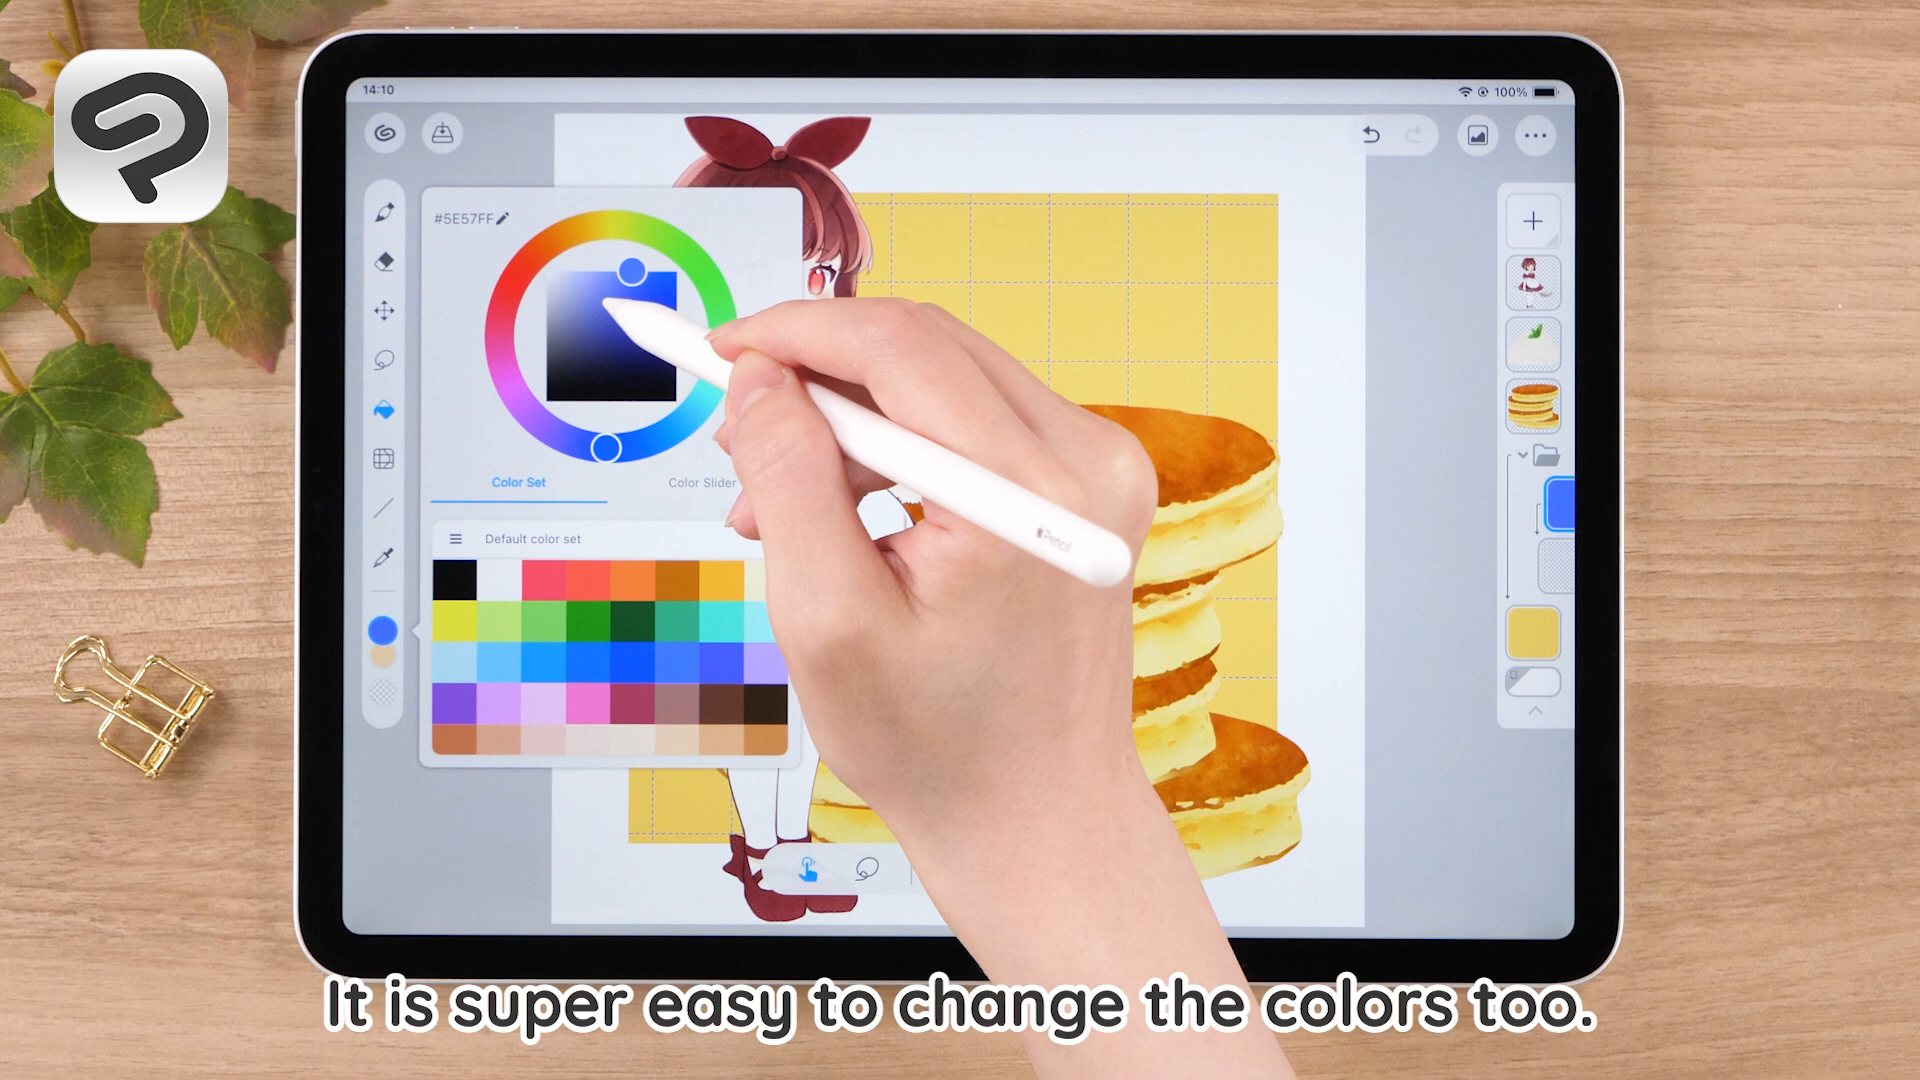 14:10
100%
#5E57FF
Color Set
Color Slider
Default color set
Pencil
It is super easy to change the colors too.